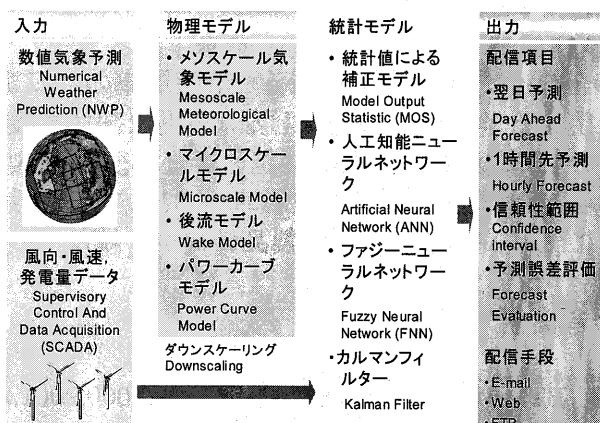 入力
数値気象予測
Numerical
Weather
Prediction (NWP)
風向・風速,
発電量データ
Supervisory
Control And
Data Acquisition
(SCADA)
物理モデル
・メソスケール気
象モデル
Mesoscale
Meteorological
Model
・マイクロスケー
ルモデル
Microscale Model
・後流モデル
Wake Model
・パワーカーブ
モデル
Power Curve
Model
ダウンスケーリング
Downscaling
統計モデル
・統計値による
補正モデル
Model Output
Statistic (MOS)
・人工知能ニュー
ラルネットワー
ク
Artificial Neural
Network (ANN)
・ファジーニュー
ラルネットワー
ク
Fuzzy Neural
Network (FNN)
・カルマンフィ
ルター
Kalman Filter
出力
配信項目
・翌日予測
Day Ahead
Forecast
・1時間先予測
Hourly Forecast
・信頼性範囲
Confidence
interval
・予測誤差評価
Forecast
Evaluation
配信手段
・E-mail
・Web
・FTP